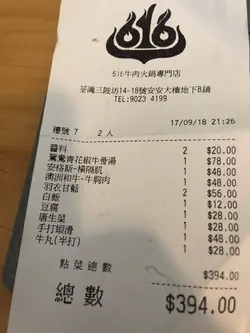 616
616牛肉火鍋專門店
荃灣三陂坊14-18號安安大樓地下B鋪
TEL:9023 4199
17/09/18 21:26
樓號 7 2人
醬料 2 $20.00
鴛鴦青花椒牛骨湯 1 $78.00
安格斯-橫隔肌 1 $48.00
澳洲和牛-牛胸肉 1 $48.00
羽衣甘藍 2 $56.00
白飯 1 $12.00
豆腐 1 $28.00
唐生菜 1 $28.00
手打蝦滑 1 $48.00
牛丸(半打) 1 $28.00
點菜總數 $394.00
總數 $394.00